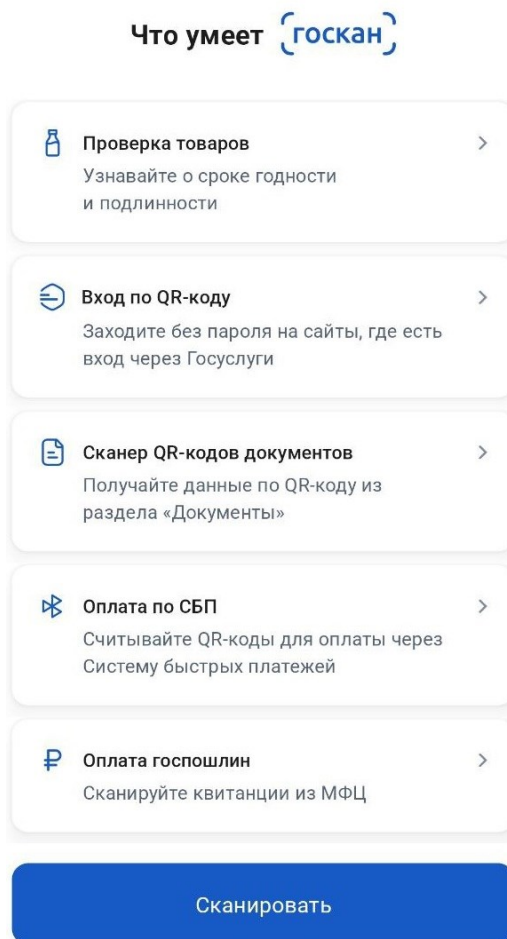 Что умеет госкан
Проверка товаров
Узнавайте о сроке годности
и подлинности
Вход по QR-коду
Заходите без пароля на сайты, где есть
вход через Госуслуги
Сканер QR-кодов документов
Получайте данные по QR-коду из
раздела «Документы»
Оплата по СБП
Считывайте QR-коды для оплаты через
Систему быстрых платежей
Оплата госпошлин
Сканируйте квитанции из МФЦ
Сканировать